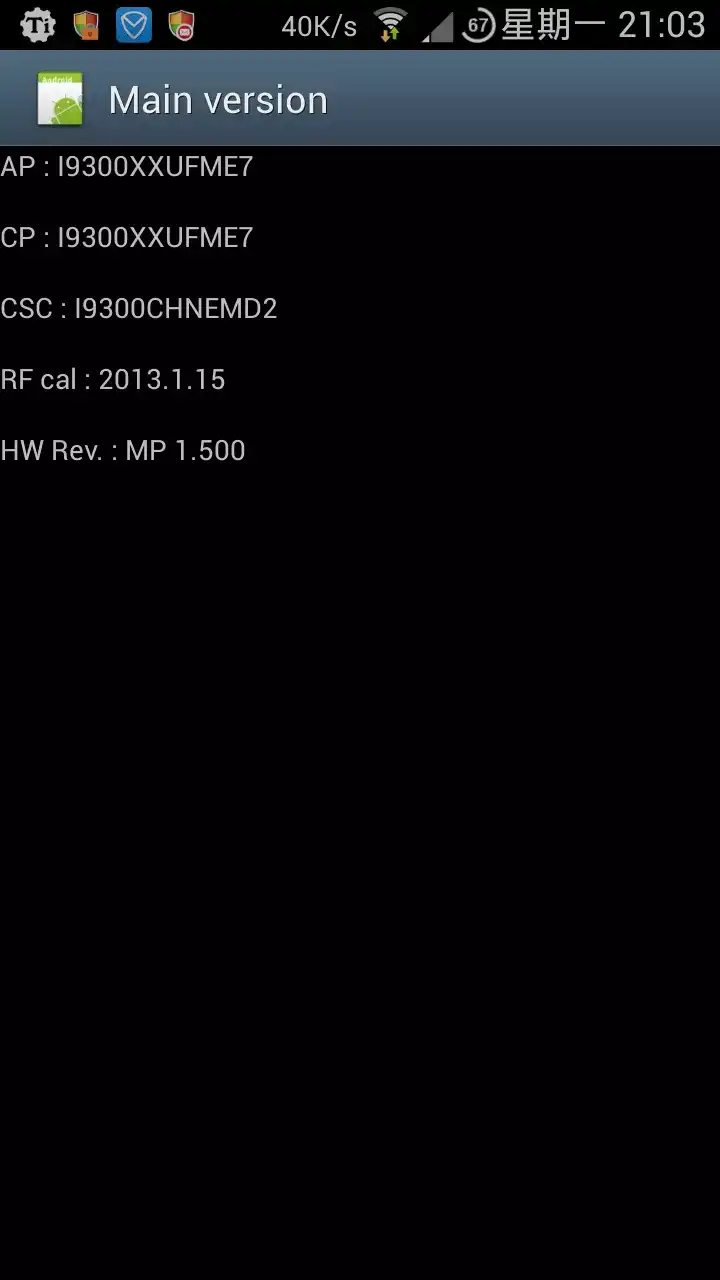 40K/s 67 星期一 21:03
Android
Main version
AP : I9300XXUFME7
CP : I9300XXUFME7
CSC : I9300CHNEMD2
RF cal : 2013.1.15
HW Rev. : MP 1.500